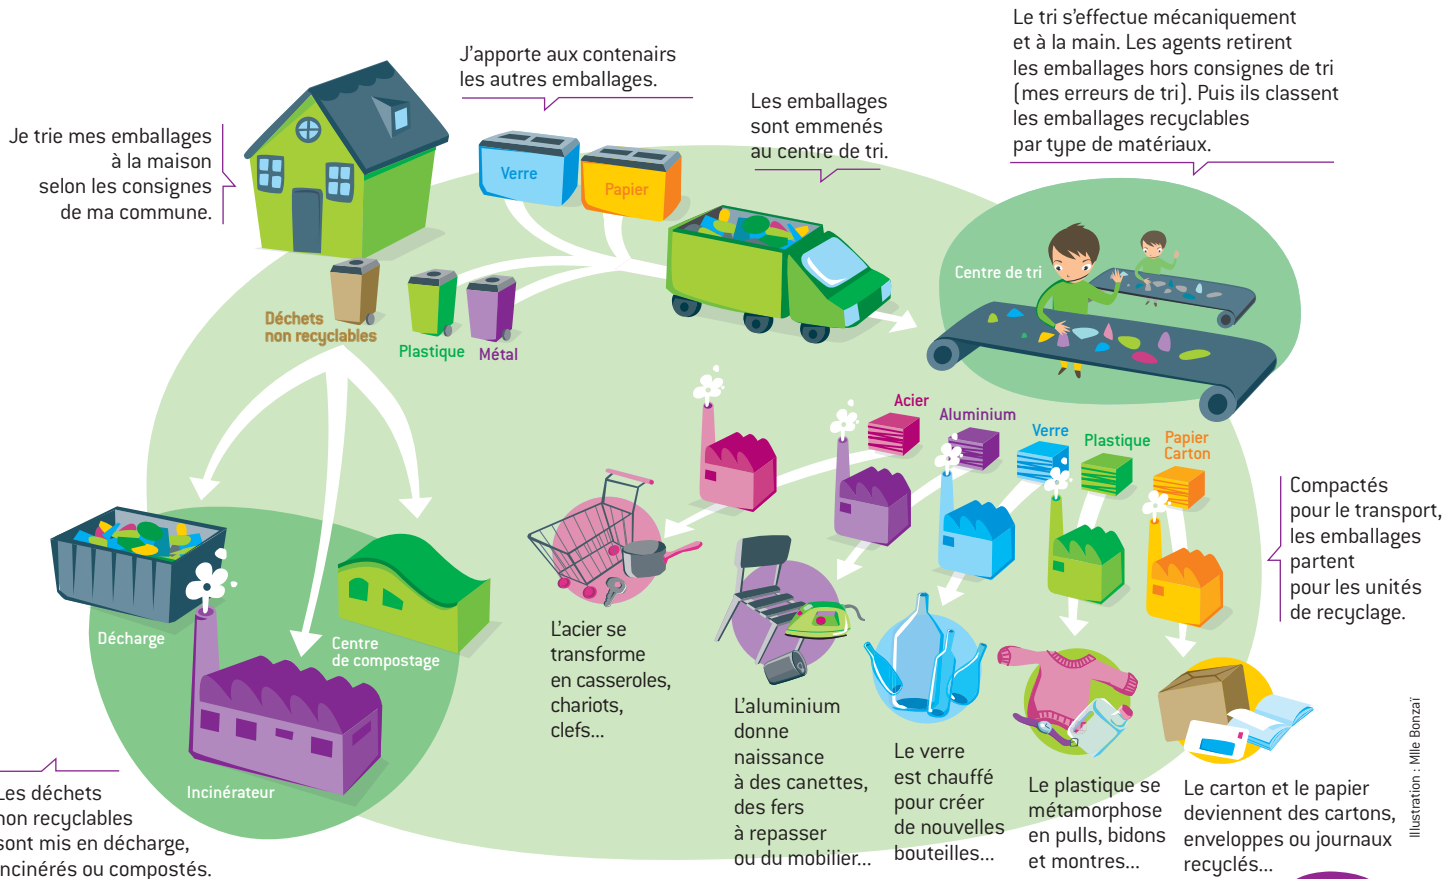 Je trie mes emballages
à la maison
selon les consignes
de ma commune.
J'apporte aux contenairs
les autres emballages.
Les emballages
sont emmenés
au centre de tri.
Le tri s'effectue mécaniquement
et à la main. Les agents retirent
les emballages hors consignes de tri
(mes erreurs de tri). Puis ils classent
les emballages recyclables
par type de matériaux.
Verre
Papier
Centre de tri
Déchets
non recyclables
Plastique
Métal
Acier
Aluminium
Verre
Plastique
Papier
Carton
Compactés
pour le transport,
les emballages
partent
pour les unités
de recyclage.
Décharge
Centre
de compostage
Incinérateur
Les déchets
non recyclables
sont mis en décharge,
incinérés ou compostés.
L'acier se
transforme
en casseroles,
chariots,
clefs...
L'aluminium
donne
naissance
à des canettes,
des fers
à repasser
ou du mobilier...
Le verre
est chauffé
pour créer
de nouvelles
bouteilles...
Le plastique se
métamorphose
en pulls, bidons
et montres...
Le carton et le papier
deviennent des cartons,
enveloppes ou journaux
recyclés...
Illustration : Mlle Bonzaï